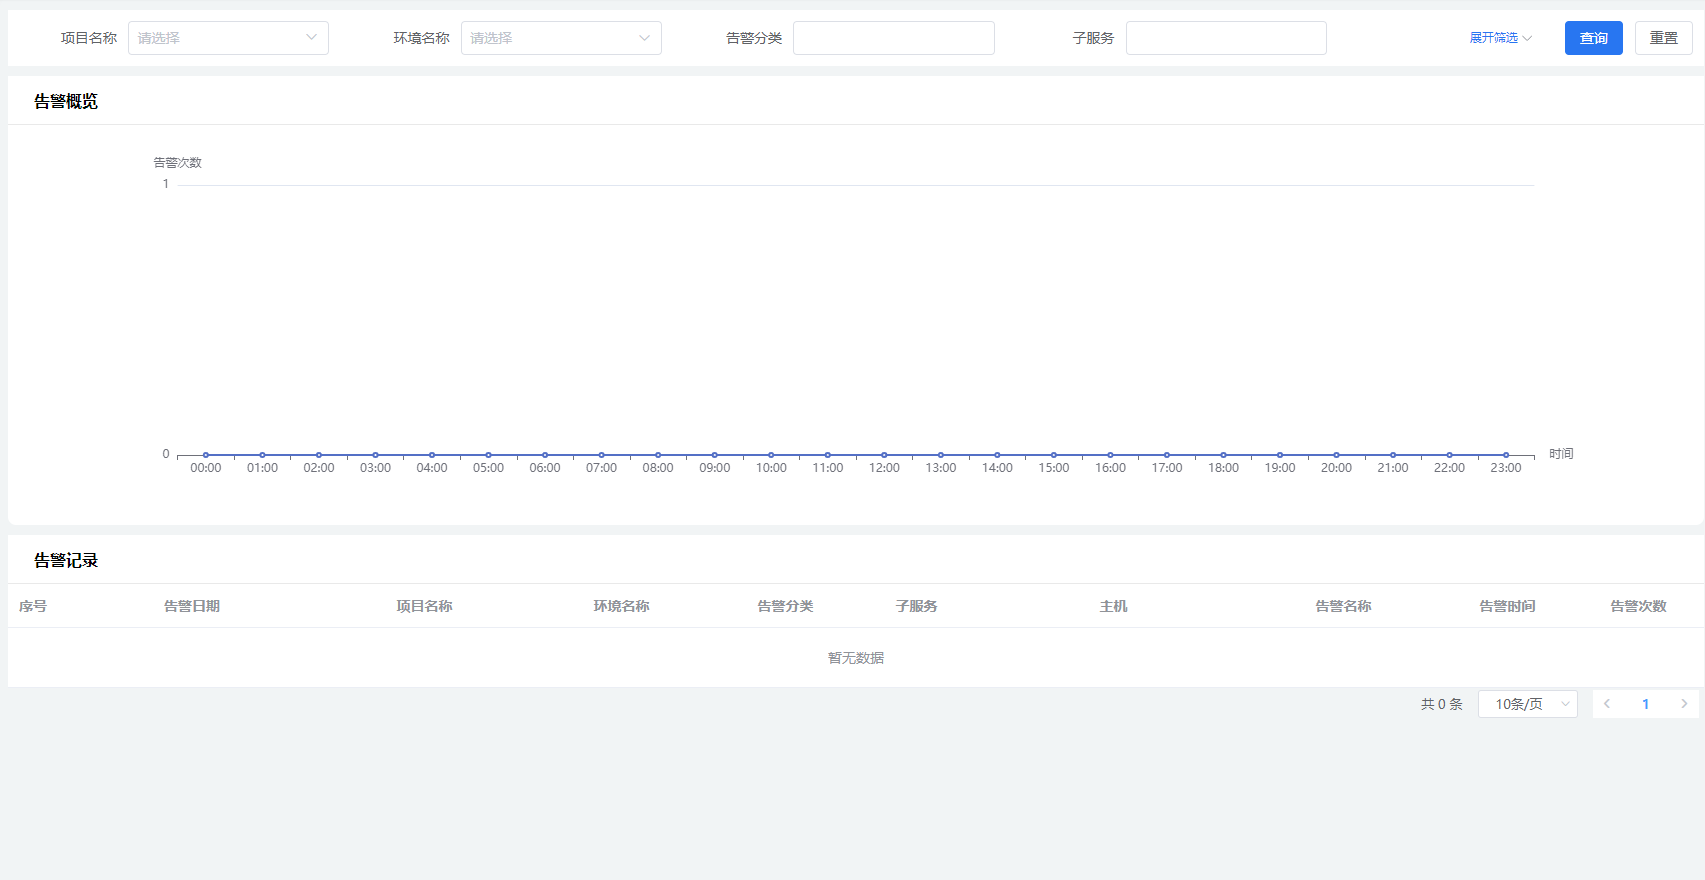 项目名称 请选择 环境名称 请选择 告警分类 子服务 展开筛选 查询 重置
告警概览
告警次数
1
0
时间
00:00 01:00 02:00 03:00 04:00 05:00 06:00 07:00 08:00 09:00 10:00 11:00 12:00 13:00 14:00 15:00 16:00 17:00 18:00 19:00 20:00 21:00 22:00 23:00
告警记录
序号 告警日期 项目名称 环境名称 告警分类 子服务 主机 告警名称 告警时间 告警次数
暂无数据
共 0 条 10条/页 1